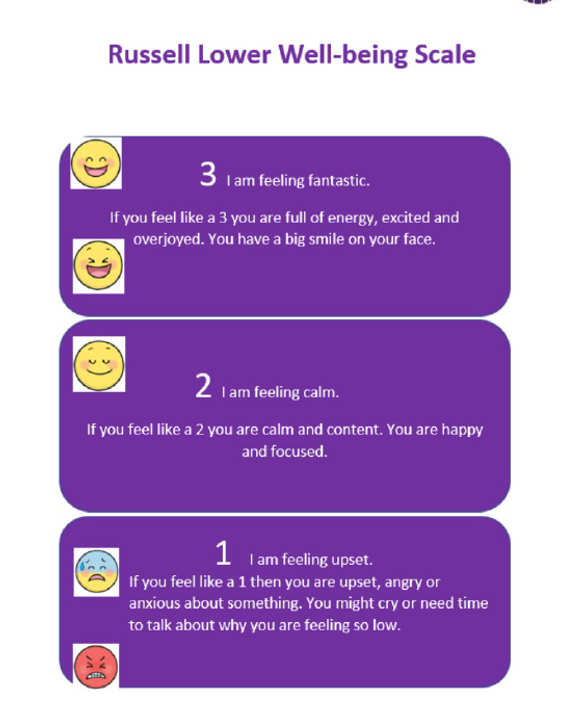 Russell Lower Well-being Scale
3 I am feeling fantastic.
If you feel like a 3 you are full of energy, excited and
overjoyed. You have a big smile on your face.
2 I am feeling calm.
If you feel like a 2 you are calm and content. You are happy
and focused.
1 I am feeling upset.
If you feel like a 1 then you are upset, angry or
anxious about something. You might cry or need time
to talk about why you are feeling so low.